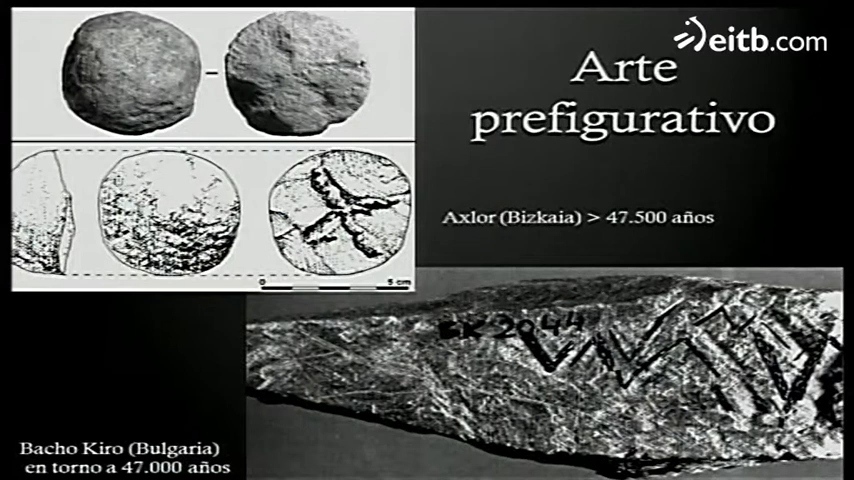 eitb.com
Arte
prefigurativo
Axlor (Bizkaia) > 47.500 años
0 5 cm
BK 2044
Bacho Kiro (Bulgaria)
en torno a 47.000 años